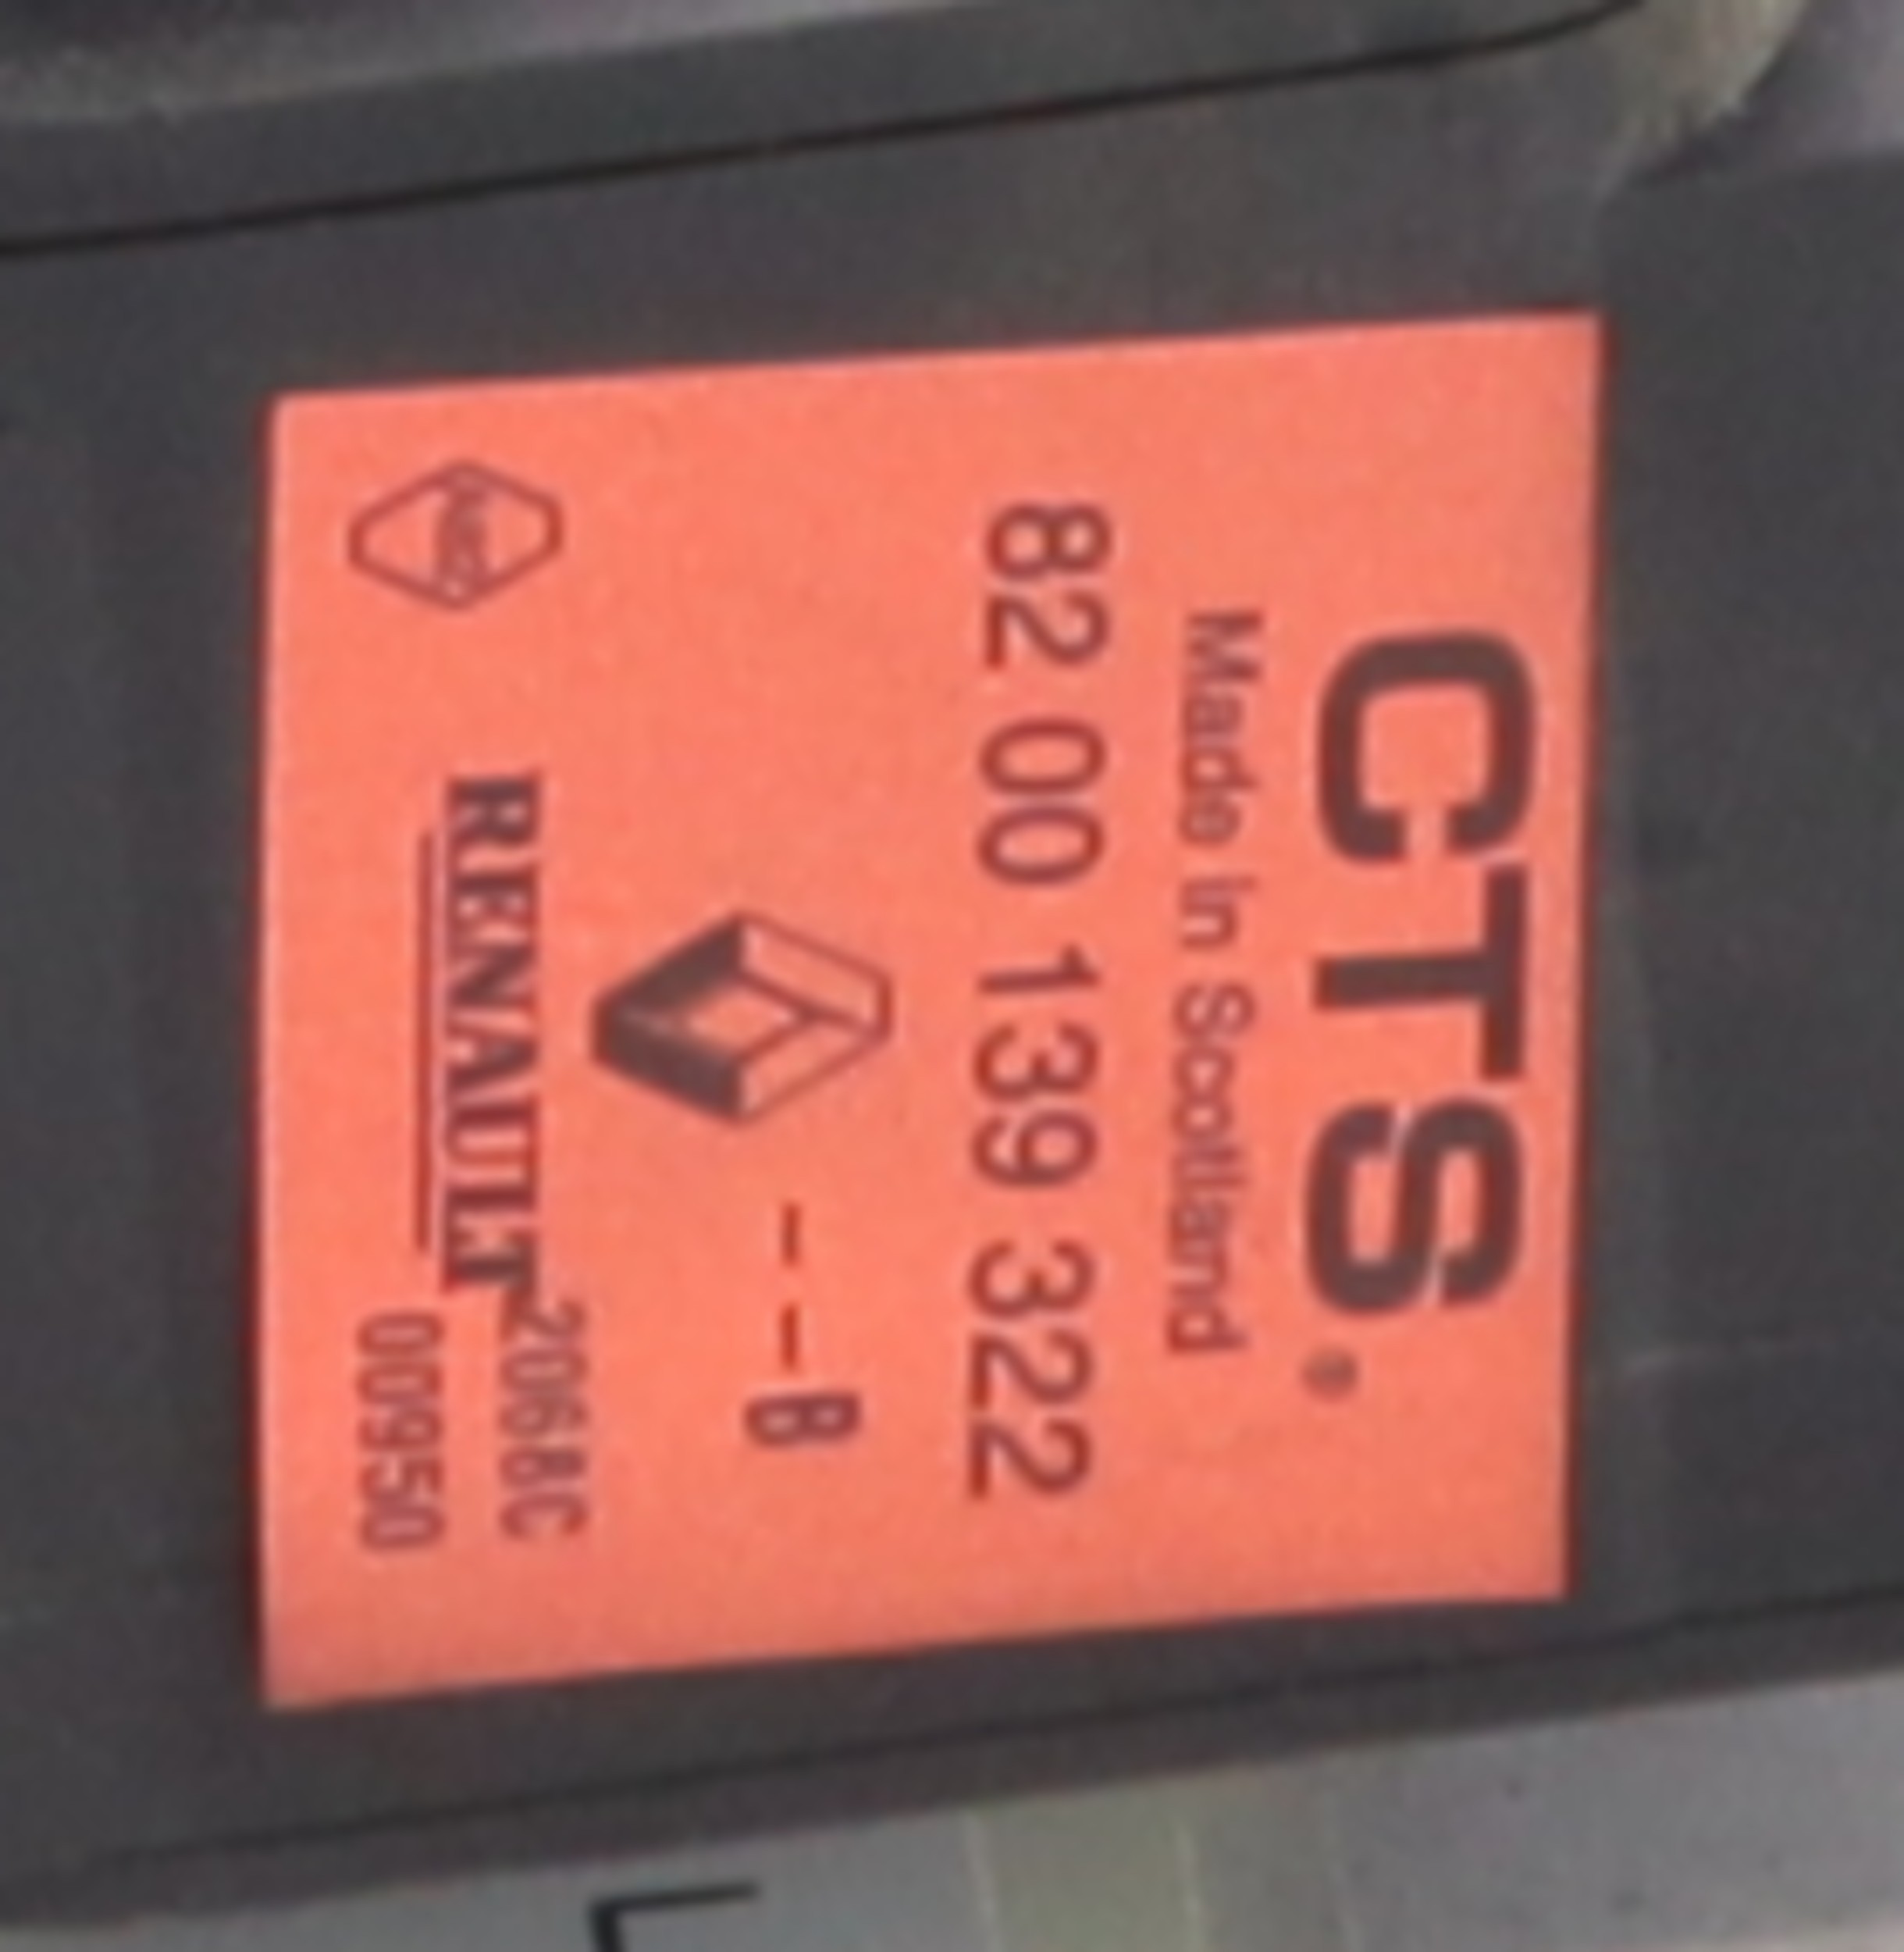 CTS®
Made in Scotland
82 00 139 322
--B
RENAULT
2068C
00950